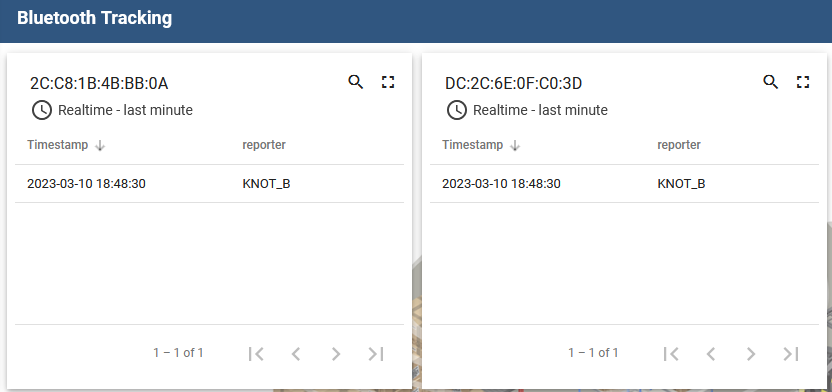 Bluetooth Tracking
2C:C8:1B:4B:BB:0A
Realtime - last minute
Timestamp reporter
2023-03-10 18:48:30 KNOT_B
1 – 1 of 1
DC:2C:6E:0F:C0:3D
Realtime - last minute
Timestamp reporter
2023-03-10 18:48:30 KNOT_B
1 – 1 of 1